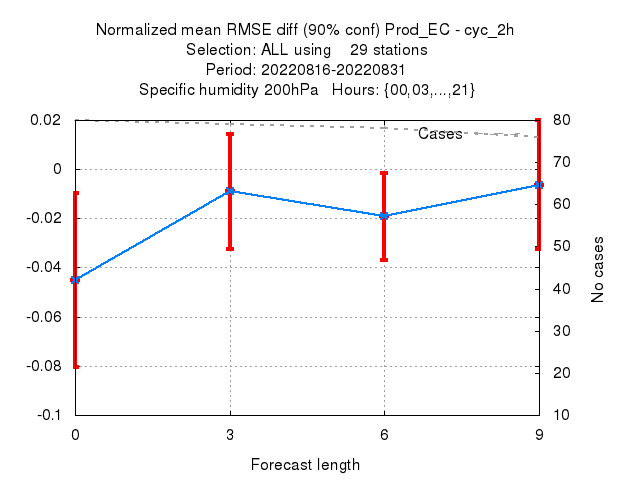 Normalized mean RMSE diff (90% conf) Prod_EC - cyc_2h
Selection: ALL using    29 stations
Period: 20220816-20220831
Specific humidity 200hPa   Hours: {00,03,...,21}
0.02
0
-0.02
-0.04
-0.06
-0.08
-0.1
Cases
80
70
60
50
40
30
20
10
No cases
0 3 6 9
Forecast length